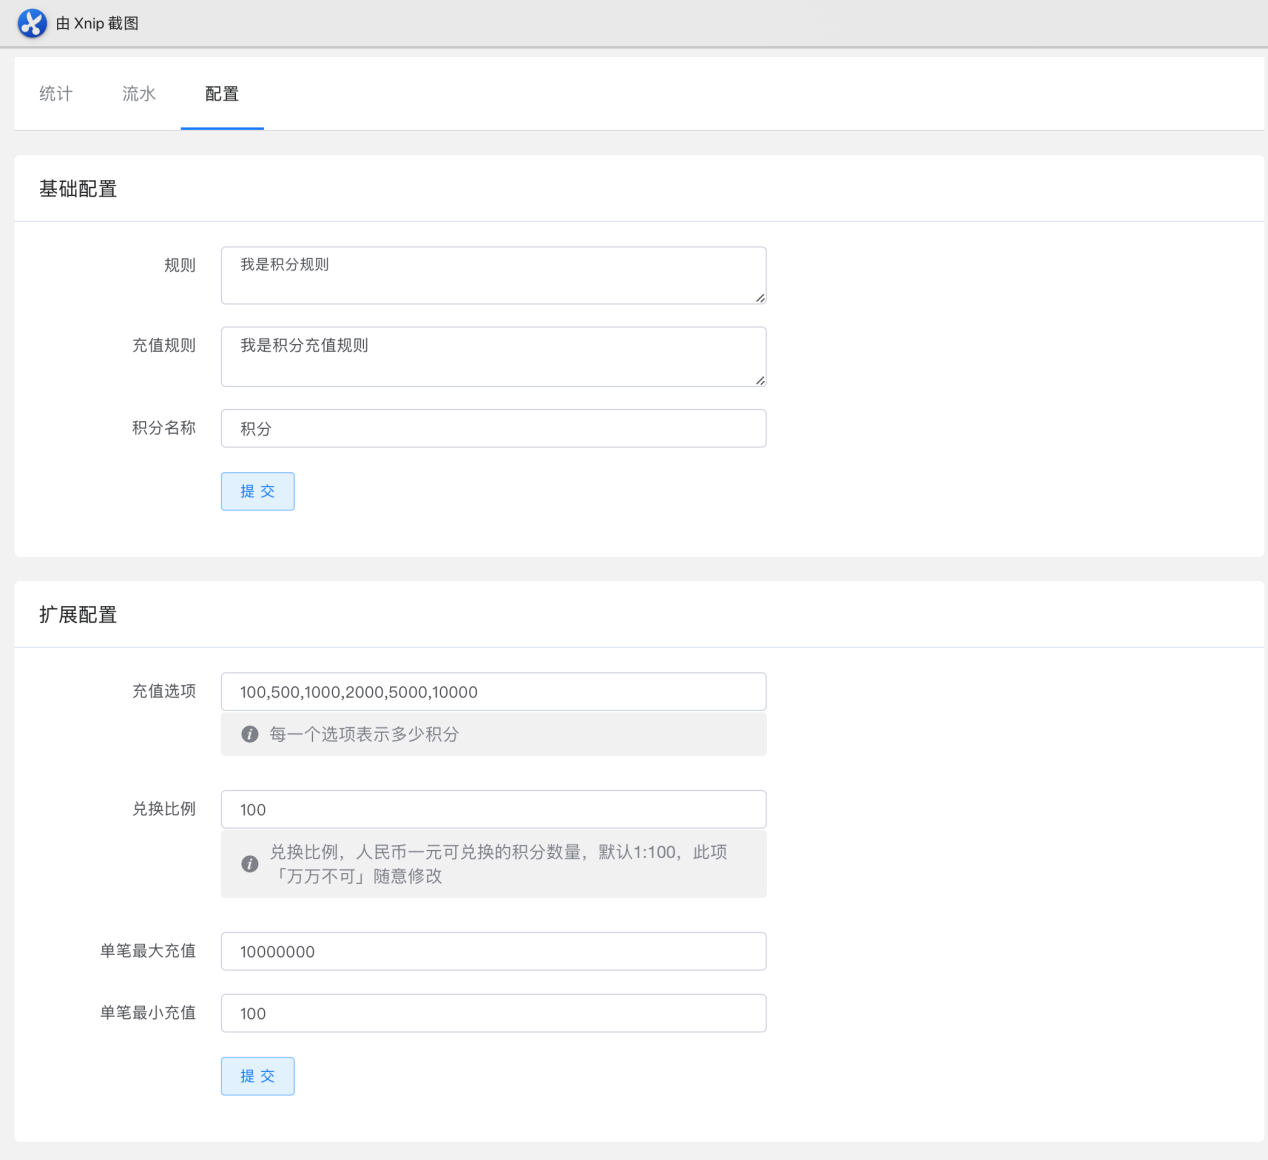 由 Xnip 截图
统计
流水
配置
基础配置
规则
我是积分规则
充值规则
我是积分充值规则
积分名称
积分
提 交
扩展配置
充值选项
100,500,1000,2000,5000,10000
每一个选项表示多少积分
兑换比例
100
兑换比例，人民币一元可兑换的积分数量，默认1:100，此项
「万万不可」随意修改
单笔最大充值
10000000
单笔最小充值
100
提 交